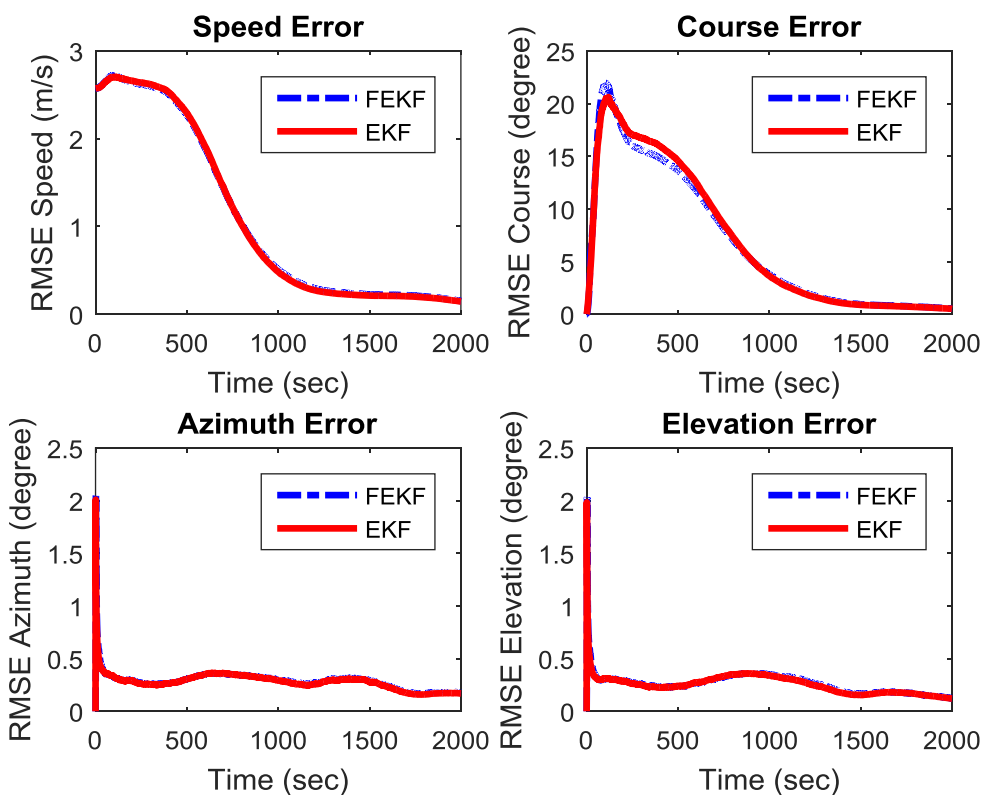 Speed Error
3
2
1
0
RMSE Speed (m/s)
FEKF
EKF
0 500 1000 1500 2000
Time (sec)
Course Error
25
20
15
10
5
0
RMSE Course (degree)
FEKF
EKF
0 500 1000 1500 2000
Time (sec)
Azimuth Error
2.5
2
1.5
1
0.5
0
RMSE Azimuth (degree)
FEKF
EKF
0 500 1000 1500 2000
Time (sec)
Elevation Error
2.5
2
1.5
1
0.5
0
RMSE Elevation (degree)
FEKF
EKF
0 500 1000 1500 2000
Time (sec)